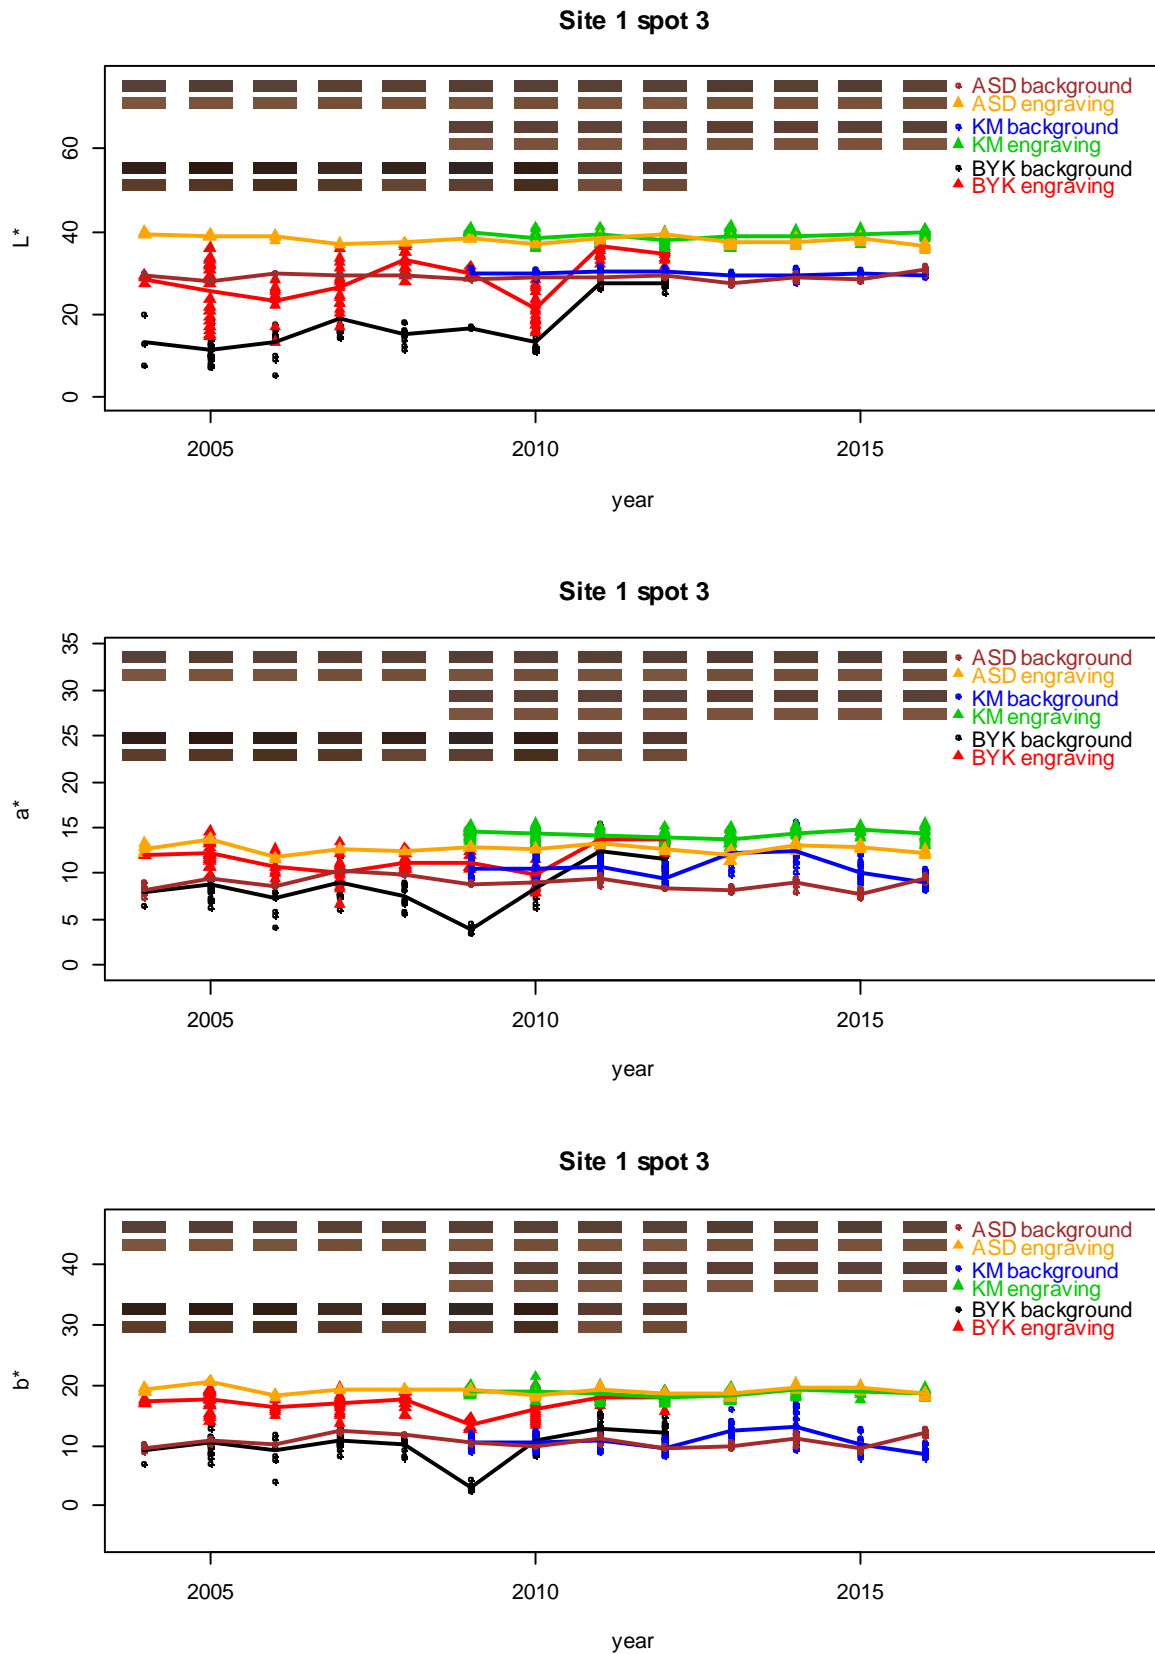 Site 1 spot 3
ASD background
ASD engraving
KM background
KM engraving
BYK background
BYK engraving
L*
60
40
20
0
2005
2010
2015
year
Site 1 spot 3
ASD background
ASD engraving
KM background
KM engraving
BYK background
BYK engraving
a*
35
30
25
20
15
10
5
0
2005
2010
2015
year
Site 1 spot 3
ASD background
ASD engraving
KM background
KM engraving
BYK background
BYK engraving
b*
40
30
20
10
0
2005
2010
2015
year